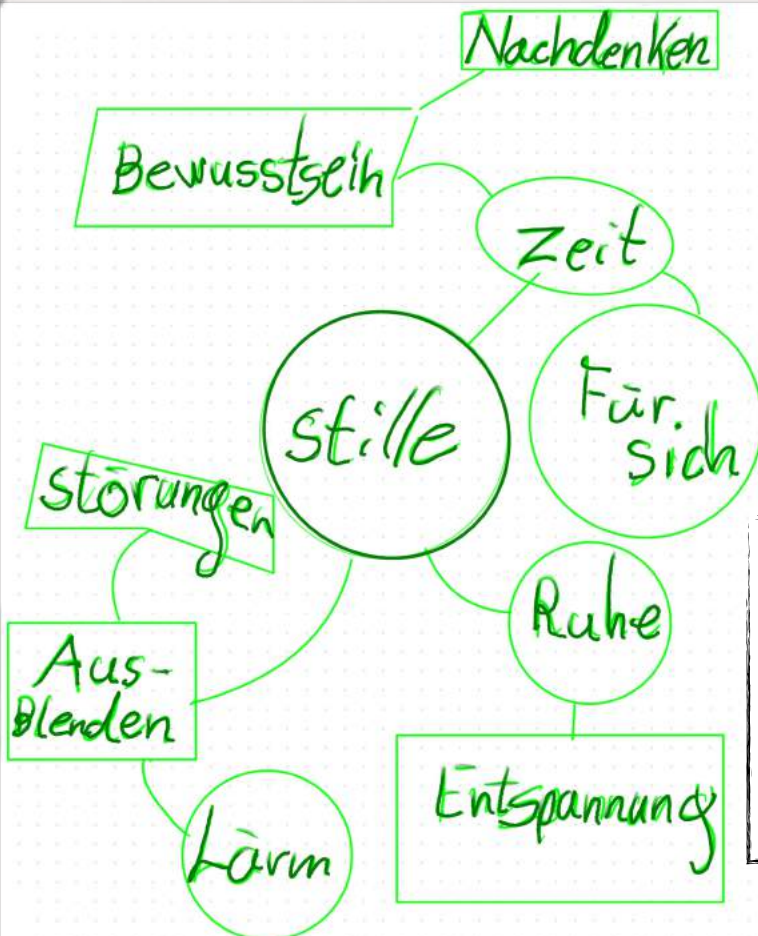 Nachdenken
Bewusstsein
Zeit
Für
sich
stille
störungen
Ruhe
Aus-
Blenden
Entspannung
Lärm